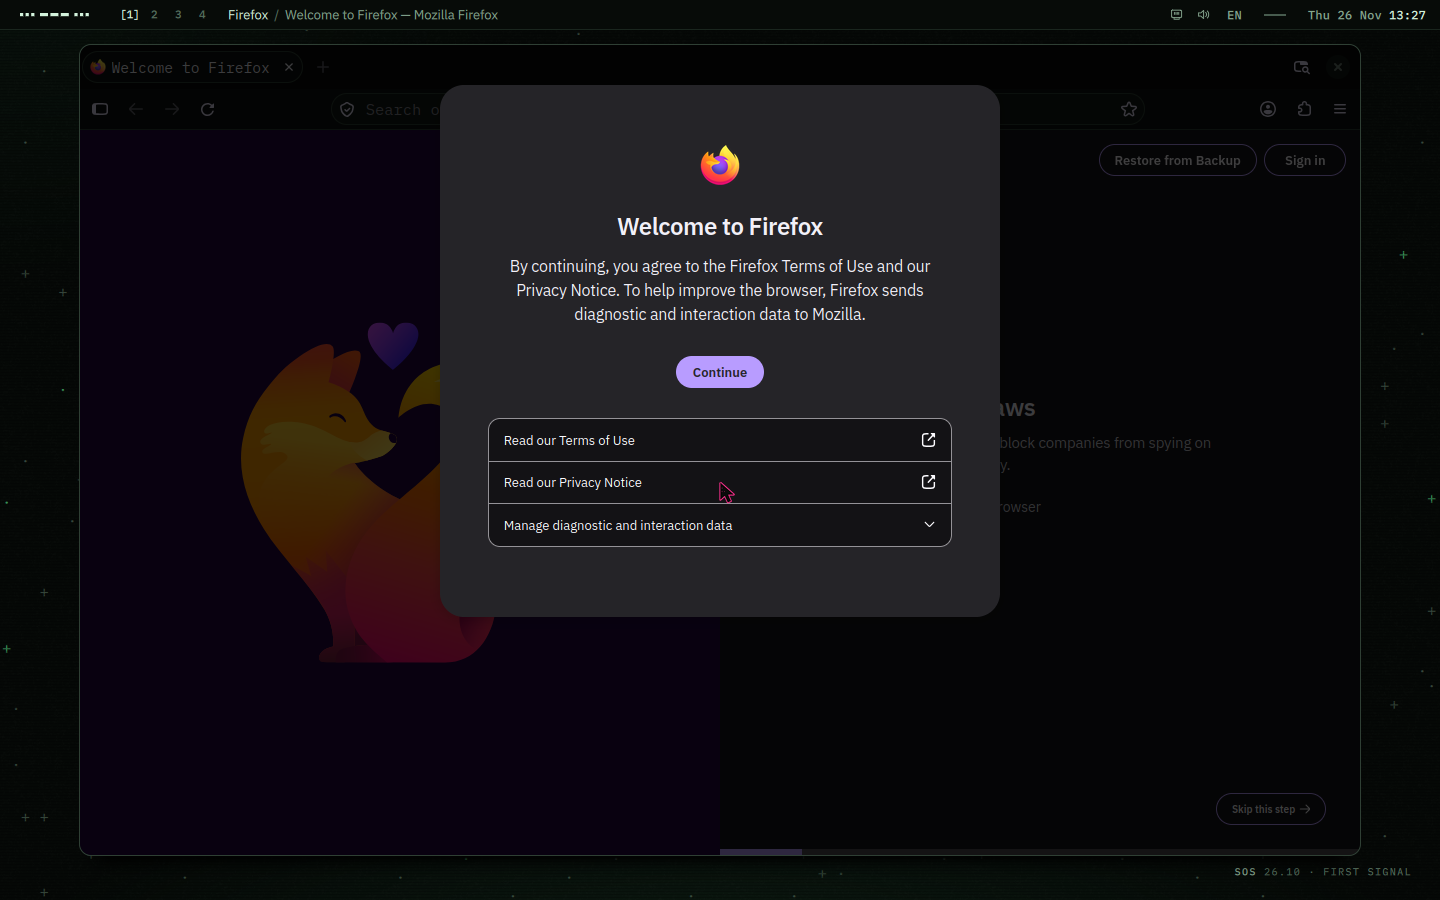 [1] 2 3 4 Firefox / Welcome to Firefox — Mozilla Firefox EN Thu 26 Nov 13:27
Welcome to Firefox
Search o
Restore from Backup Sign in
Welcome to Firefox
By continuing, you agree to the Firefox Terms of Use and our
Privacy Notice. To help improve the browser, Firefox sends
diagnostic and interaction data to Mozilla.
Continue
Read our Terms of Use
Read our Privacy Notice
Manage diagnostic and interaction data
aws
block companies from spying on
y.
rowser
Skip this step
SOS 26.10 · FIRST SIGNAL